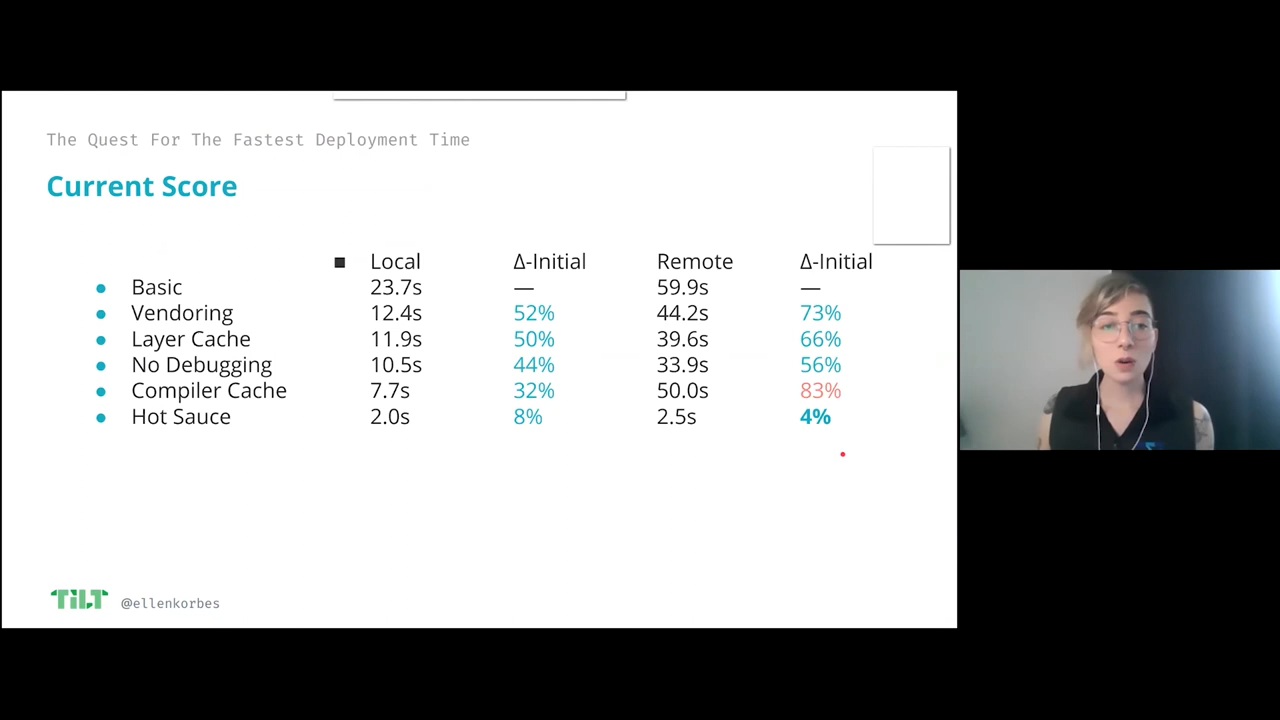 The Quest For The Fastest Deployment Time
Current Score
■ Local Δ-Initial Remote Δ-Initial
● Basic 23.7s — 59.9s —
● Vendoring 12.4s 52% 44.2s 73%
● Layer Cache 11.9s 50% 39.6s 66%
● No Debugging 10.5s 44% 33.9s 56%
● Compiler Cache 7.7s 32% 50.0s 83%
● Hot Sauce 2.0s 8% 2.5s 4%
TILT @ellenkorbes